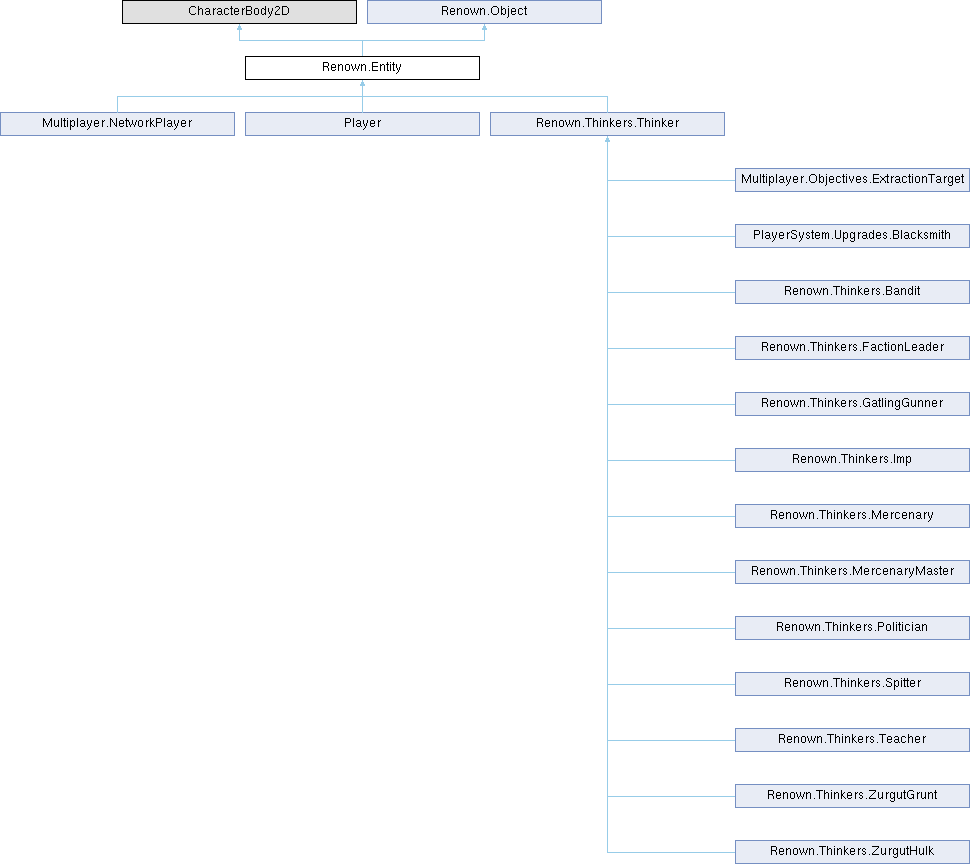 CharacterBody2D
Renown.Object
Renown.Entity
Multiplayer.NetworkPlayer
Player
Renown.Thinkers.Thinker
Multiplayer.Objectives.ExtractionTarget
PlayerSystem.Upgrades.Blacksmith
Renown.Thinkers.Bandit
Renown.Thinkers.FactionLeader
Renown.Thinkers.GatlingGunner
Renown.Thinkers.Imp
Renown.Thinkers.Mercenary
Renown.Thinkers.MercenaryMaster
Renown.Thinkers.Politician
Renown.Thinkers.Spitter
Renown.Thinkers.Teacher
Renown.Thinkers.ZurgutGrunt
Renown.Thinkers.ZurgutHulk